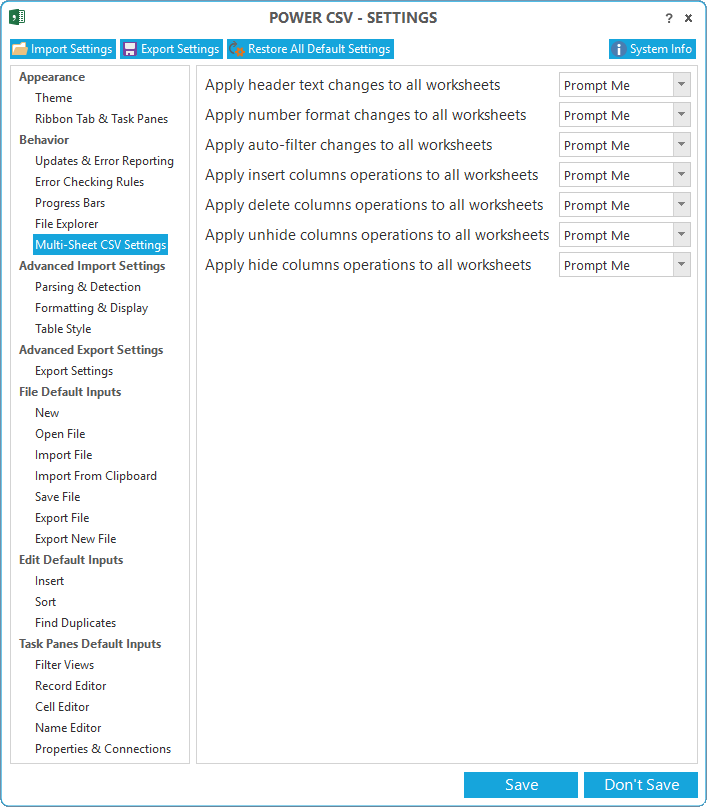 POWER CSV - SETTINGS
? x
Import Settings Export Settings Restore All Default Settings System Info
Appearance
Theme
Ribbon Tab & Task Panes
Behavior
Updates & Error Reporting
Error Checking Rules
Progress Bars
File Explorer
Multi-Sheet CSV Settings
Advanced Import Settings
Parsing & Detection
Formatting & Display
Table Style
Advanced Export Settings
Export Settings
File Default Inputs
New
Open File
Import File
Import From Clipboard
Save File
Export File
Export New File
Edit Default Inputs
Insert
Sort
Find Duplicates
Task Panes Default Inputs
Filter Views
Record Editor
Cell Editor
Name Editor
Properties & Connections
Apply header text changes to all worksheets Prompt Me
Apply number format changes to all worksheets Prompt Me
Apply auto-filter changes to all worksheets Prompt Me
Apply insert columns operations to all worksheets Prompt Me
Apply delete columns operations to all worksheets Prompt Me
Apply unhide columns operations to all worksheets Prompt Me
Apply hide columns operations to all worksheets Prompt Me
Save Don't Save